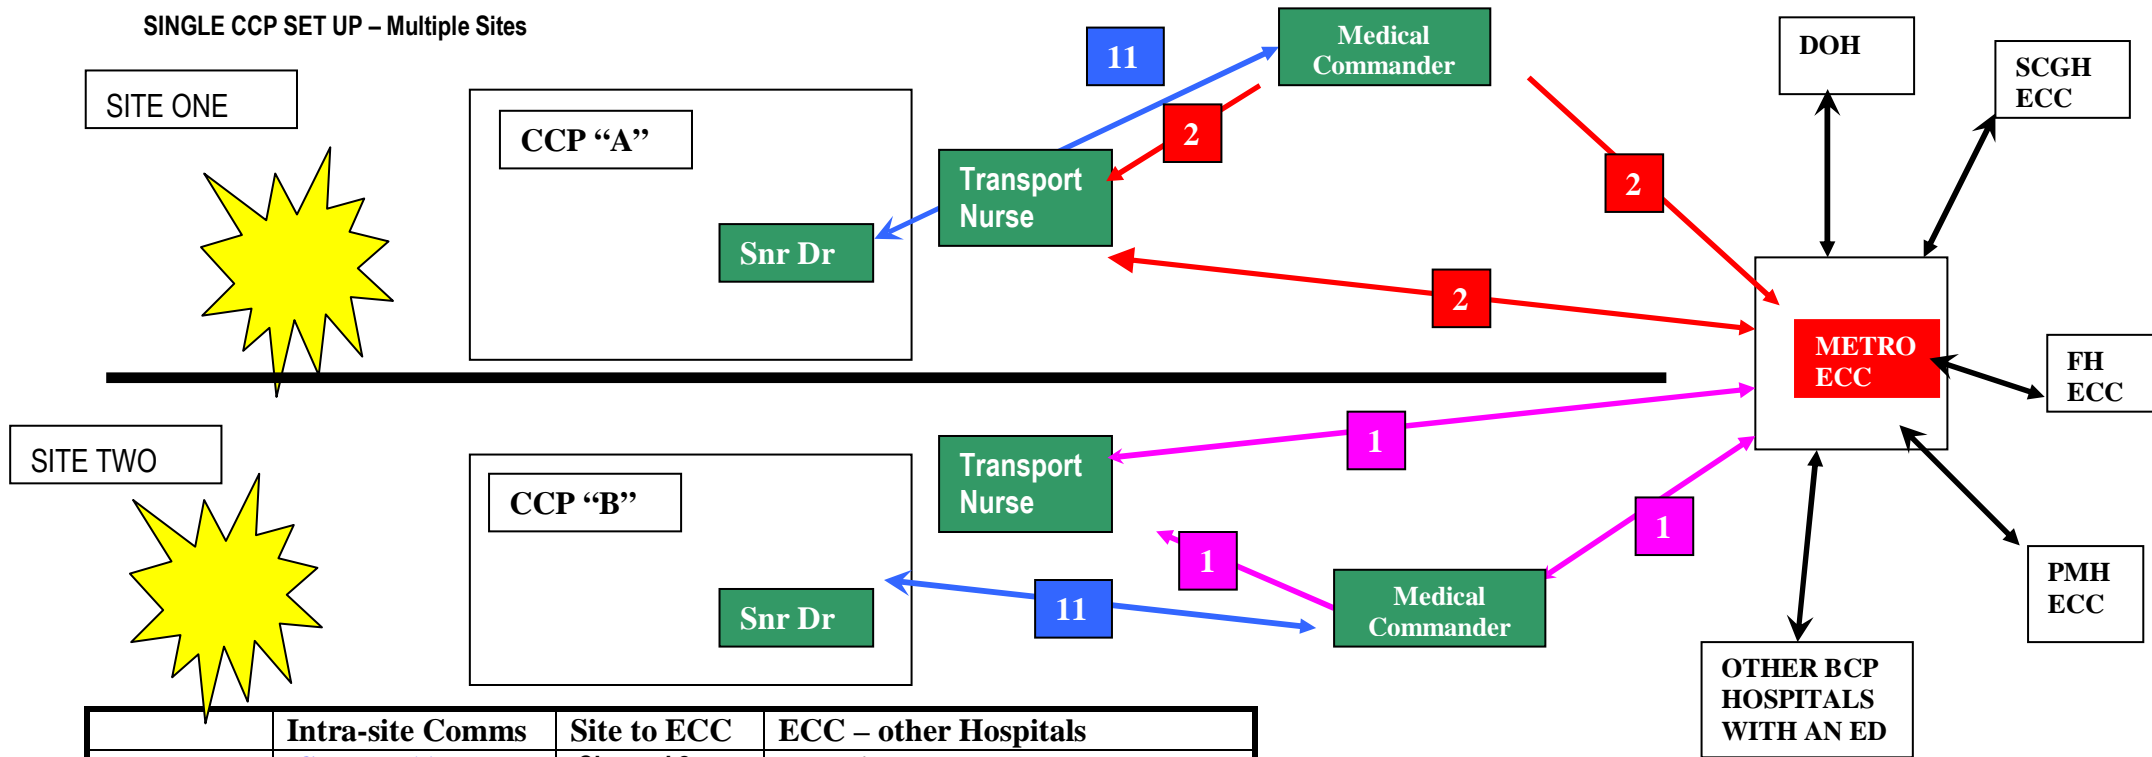 SINGLE CCP SET UP – Multiple Sites
SITE ONE
CCP “A”
Snr Dr
Transport
Nurse
11
2
Medical
Commander
2
2
DOH
SCGH
ECC
METRO
ECC
FH
ECC
SITE TWO
CCP “B”
Snr Dr
Transport
Nurse
1
1
11
1
Medical
Commander
PMH
ECC
OTHER BCP
HOSPITALS
WITH AN ED
Intra-site Comms
Site to ECC
ECC – other Hospitals